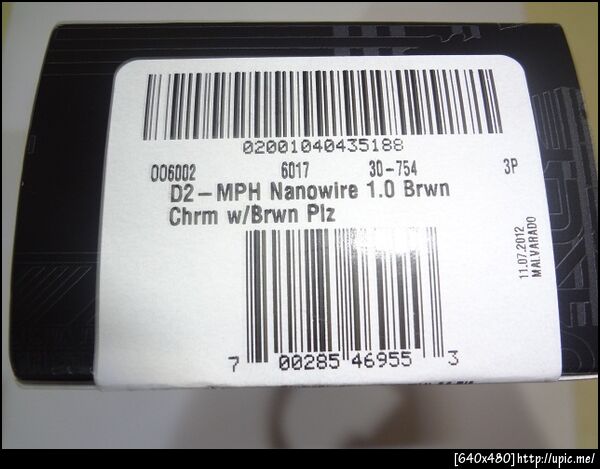 02001040435188
OO6002 6017 30-754 3P
D2-MPH Nanowire 1.0 Brwn
Chrm w/Brwn Plz
11.07.2012
MALVARADO
7 00285 46955 3
[640x480]http://upic.me/